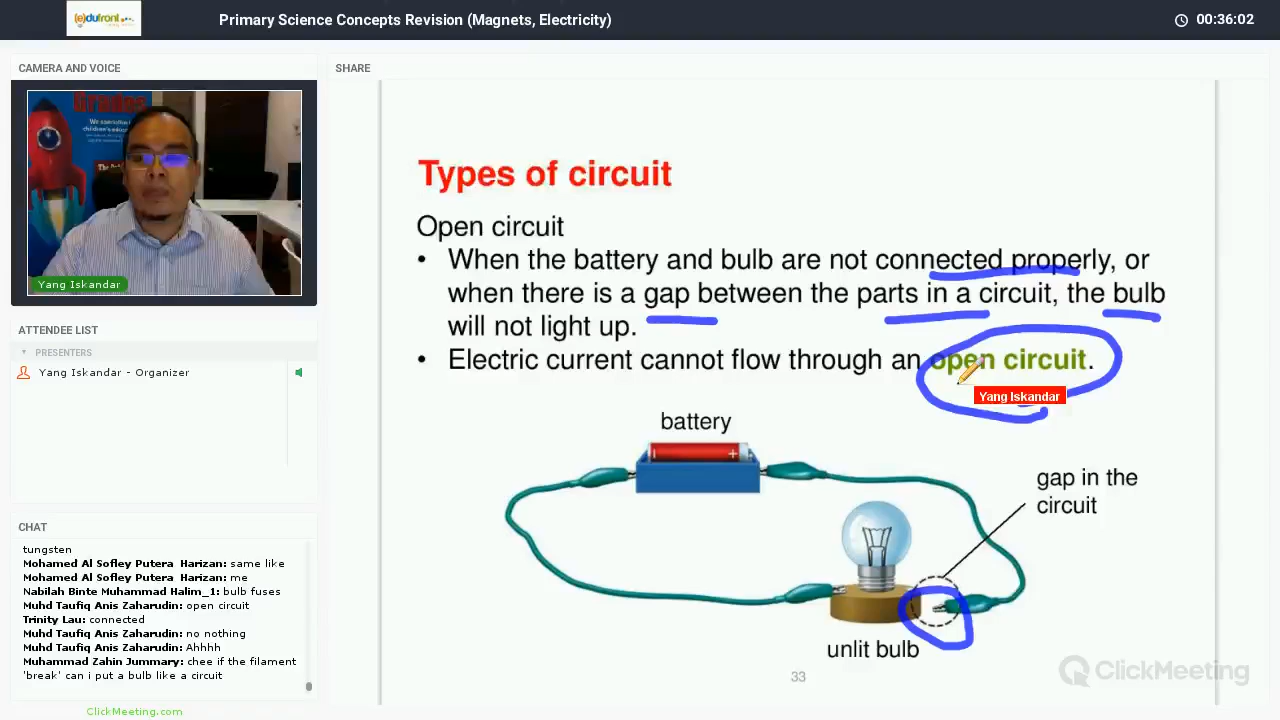 (e)dufront
Primary Science Concepts Revision (Magnets, Electricity)
00:36:02
CAMERA AND VOICE
SHARE
Grades
We specialise
children's educa
Yang Iskandar
Types of circuit
Open circuit
• When the battery and bulb are not connected properly, or
when there is a gap between the parts in a circuit, the bulb
will not light up.
• Electric current cannot flow through an open circuit.
Yang Iskandar
battery
gap in the
circuit
unlit bulb
33
ClickMeeting
ATTENDEE LIST
PRESENTERS
Yang Iskandar - Organizer
CHAT
tungsten
Mohamed Al Sofley Putera Harizan: same like
Mohamed Al Sofley Putera Harizan: me
Nabilah Binte Muhammad Halim_1: bulb fuses
Muhd Taufiq Anis Zaharudin: open circuit
Trinity Lau: connected
Muhd Taufiq Anis Zaharudin: no nothing
Muhd Taufiq Anis Zaharudin: Ahhhh
Muhammad Zahin Jummary: chee if the filament
'break' can i put a bulb like a circuit
ClickMeeting.com